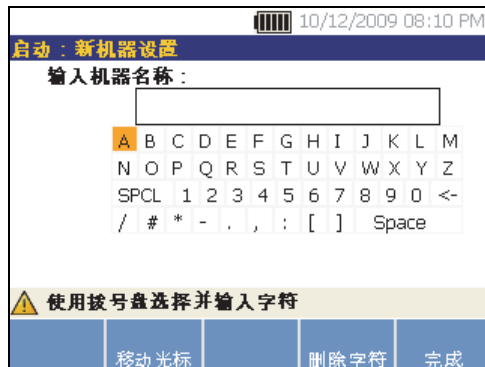 10/12/2009 08:10 PM
启动：新机器设置
输入机器名称：
A B C D E F G H I J K L M
N O P Q R S T U V W X Y Z
SPCL 1 2 3 4 5 6 7 8 9 0 <-
/ # * - . , : [ ] Space
使用拨号盘选择并输入字符
移动光标 删除字符 完成